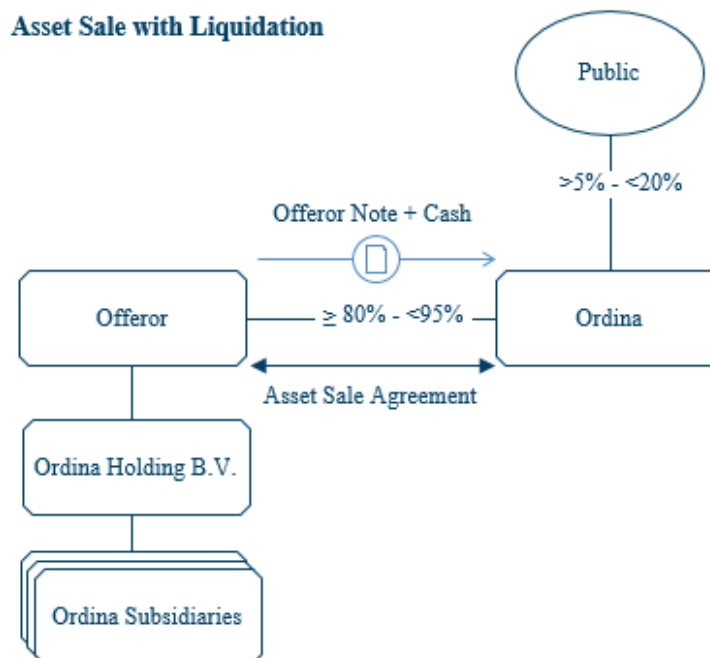 Asset Sale with Liquidation
Public
>5% - <20%
Offeror Note + Cash
Offeror
≥ 80% - <95%
Ordina
Asset Sale Agreement
Ordina Holding B.V.
Ordina Subsidiaries